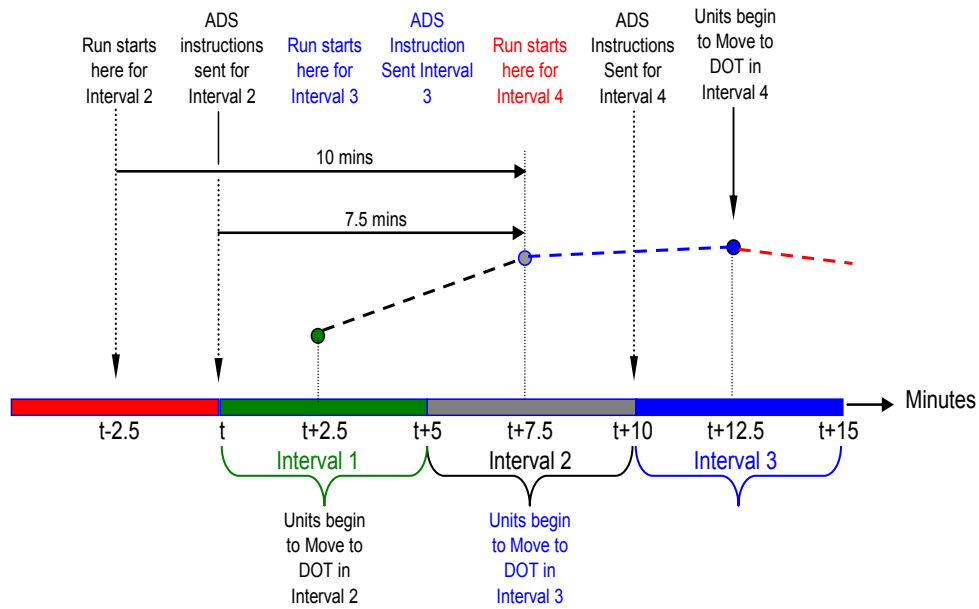 Run starts
here for
Interval 2
ADS
instructions
sent for
Interval 2
Run starts
here for
Interval 3
ADS
Instruction
Sent Interval
3
Run starts
here for
Interval 4
ADS
Instructions
Sent for
Interval 4
Units begin
to Move to
DOT in
Interval 4
10 mins
7.5 mins
Minutes
t-2.5
t
t+2.5
t+5
t+7.5
t+10
t+12.5
t+15
Interval 1
Interval 2
Interval 3
Units begin
to Move to
DOT in
Interval 2
Units begin
to Move to
DOT in
Interval 3